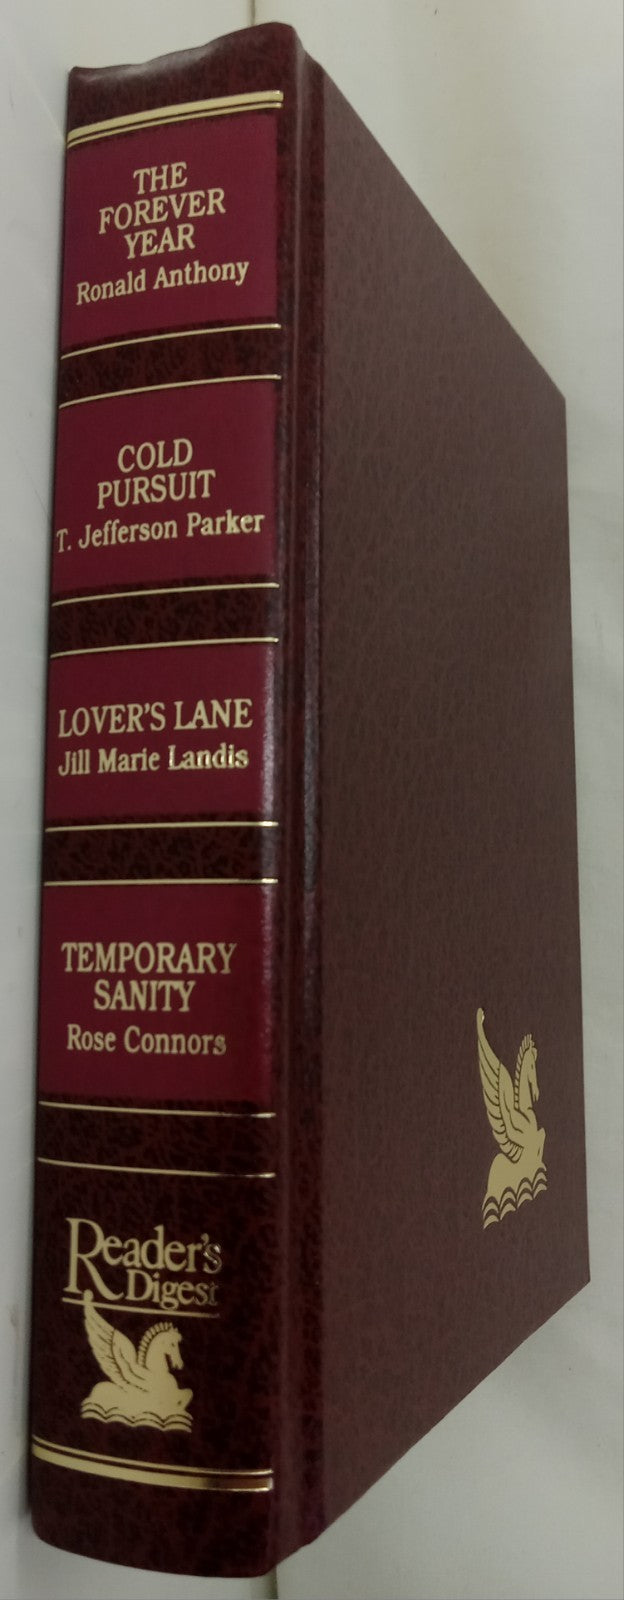 THE
FOREVER
YEAR
Ronald Anthony
COLD
PURSUIT
T. Jefferson Parker
LOVER'S LANE
Jill Marie Landis
TEMPORARY
SANITY
Rose Connors
Reader's
Digest